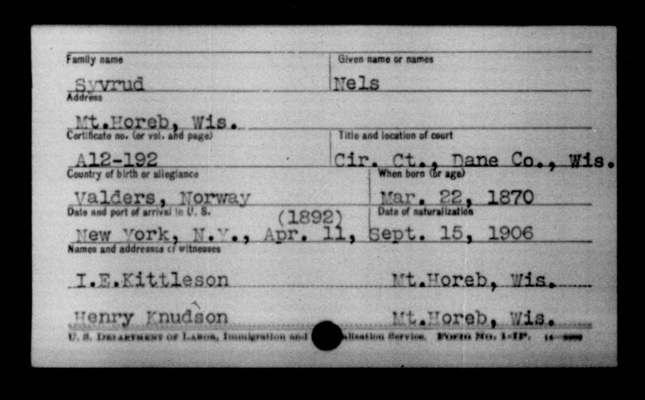 Family name Given name or names
Syvrud Nels
Address
Mt.Horeb, Wis.
Certificate no. (or vol. and page) Title and location of court
A12-192 Cir. Ct., Dane Co., Wis.
Country of birth or allegiance When born (or age)
Valders, Norway Mar. 22, 1870
Date and port of arrival in U. S. Date of naturalization
(1892)
New York, N.Y., Apr. 11, Sept. 15, 1906
Names and addresses of witnesses
I.E.Kittleson Mt.Horeb, Wis.
Henry Knudson Mt.Horeb, Wis.
U. S. Department of Labor, Immigration and Service. Form No. 1-IP.